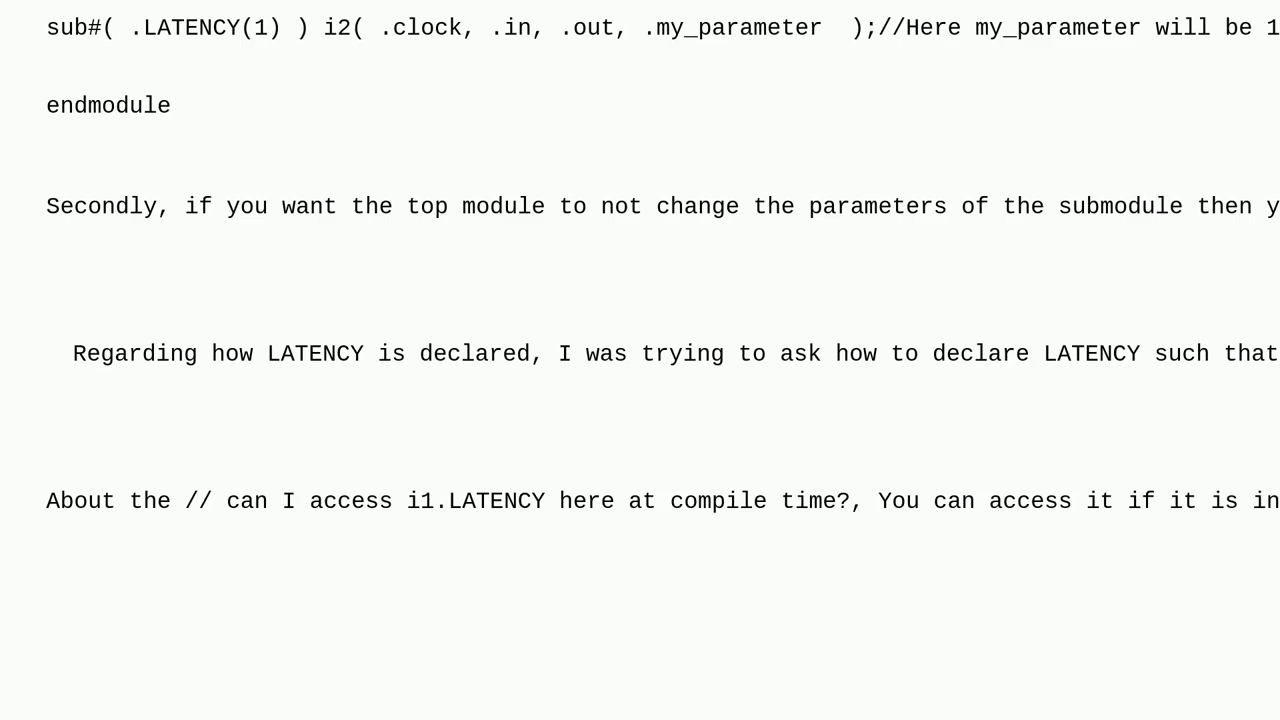 sub#( .LATENCY(1) ) i2( .clock, .in, .out, .my_parameter  );//Here my_parameter will be 1
endmodule
Secondly, if you want the top module to not change the parameters of the submodule then y
Regarding how LATENCY is declared, I was trying to ask how to declare LATENCY such that
About the // can I access i1.LATENCY here at compile time?, You can access it if it is in